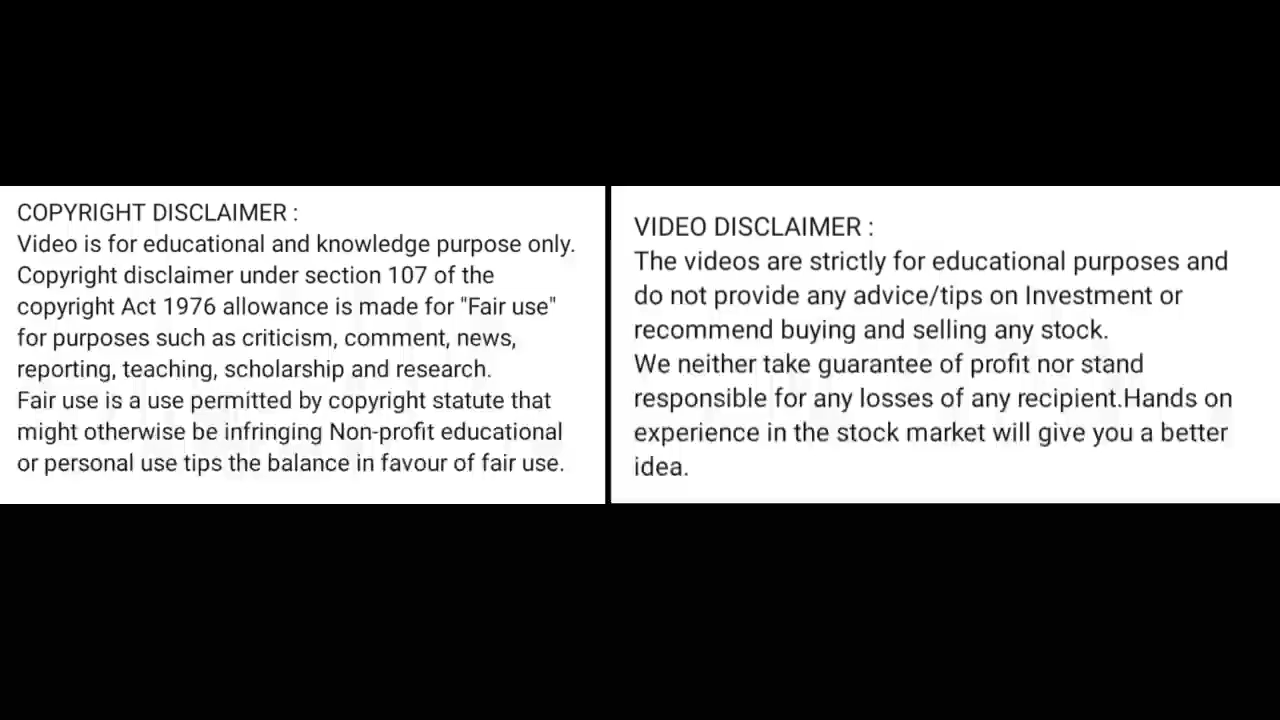 COPYRIGHT DISCLAIMER :
Video is for educational and knowledge purpose only.
Copyright disclaimer under section 107 of the
copyright Act 1976 allowance is made for "Fair use"
for purposes such as criticism, comment, news,
reporting, teaching, scholarship and research.
Fair use is a use permitted by copyright statute that
might otherwise be infringing Non-profit educational
or personal use tips the balance in favour of fair use.
VIDEO DISCLAIMER :
The videos are strictly for educational purposes and
do not provide any advice/tips on Investment or
recommend buying and selling any stock.
We neither take guarantee of profit nor stand
responsible for any losses of any recipient.Hands on
experience in the stock market will give you a better
idea.